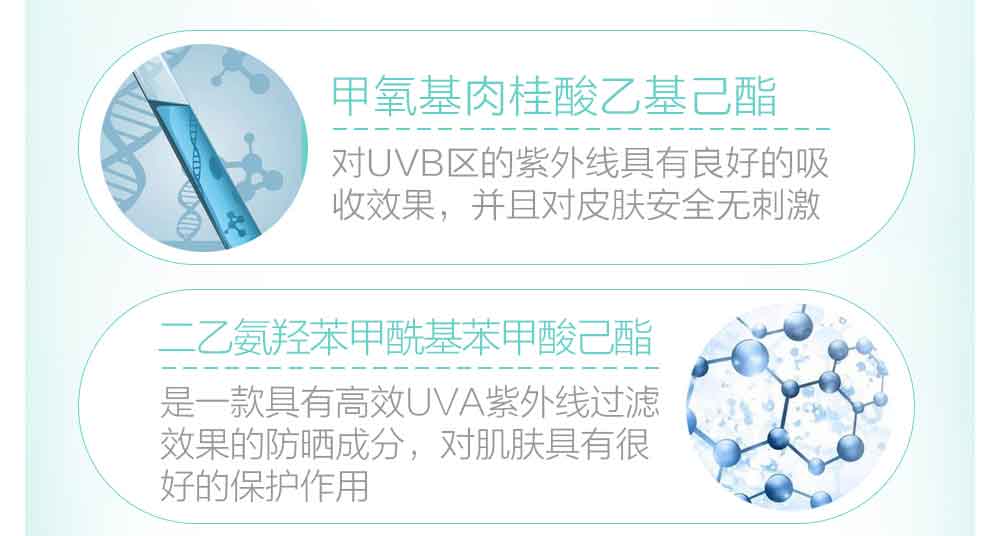 甲氧基肉桂酸乙基己酯
对UVB区的紫外线具有良好的吸
收效果，并且对皮肤安全无刺激
二乙氨羟苯甲酰基苯甲酸己酯
是一款具有高效UVA紫外线过滤
效果的防晒成分，对肌肤具有很
好的保护作用